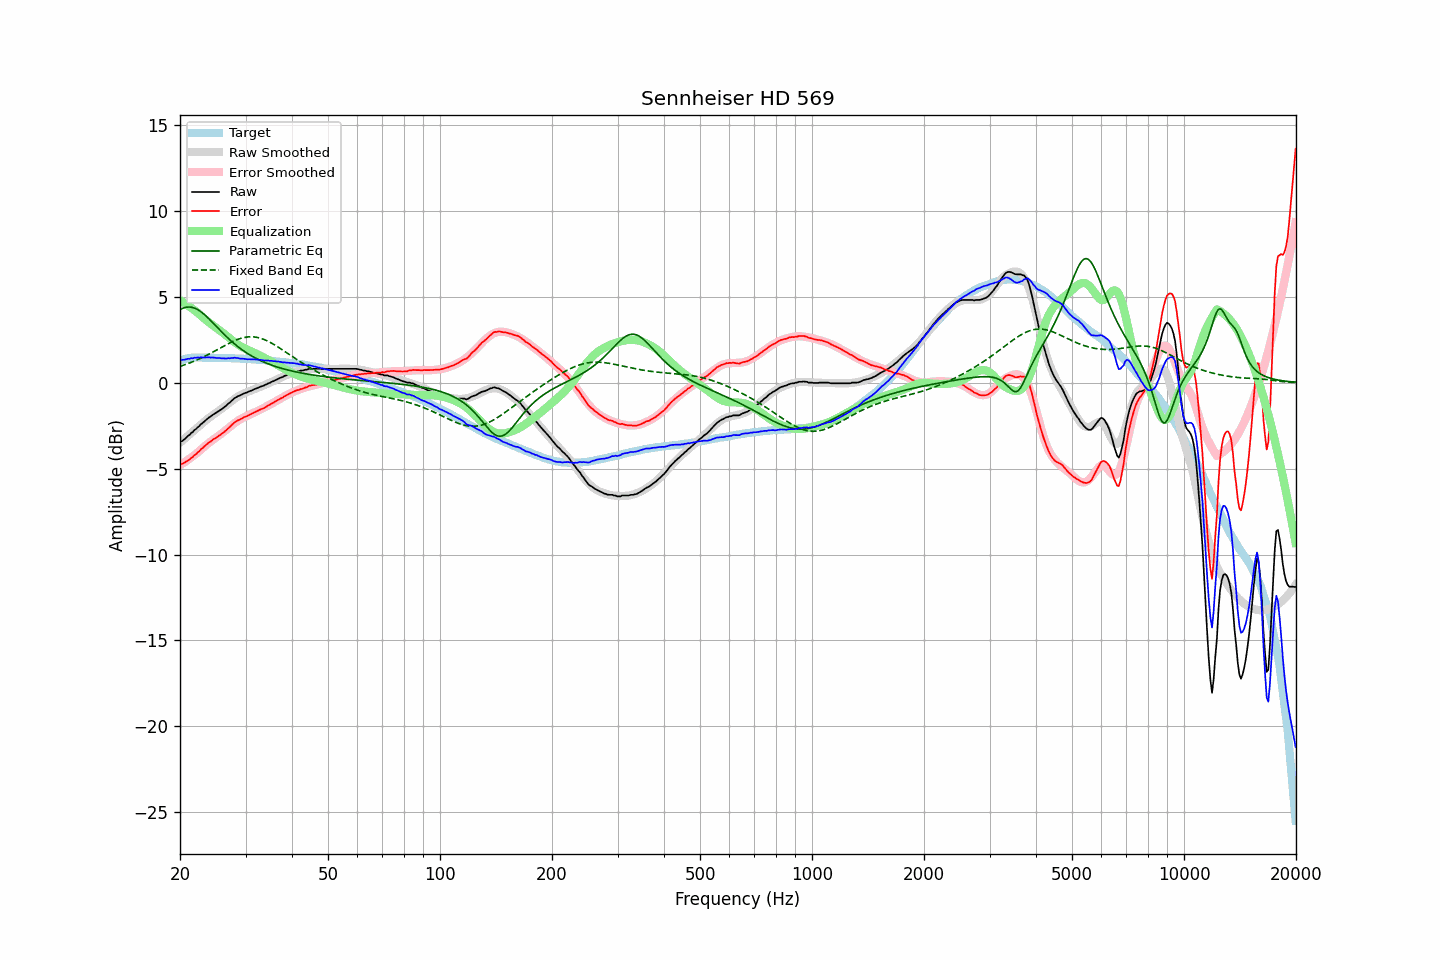 Sennheiser HD 569
Target
Raw Smoothed
Error Smoothed
Raw
Error
Equalization
Parametric Eq
Fixed Band Eq
Equalized
15
10
5
0
−5
−10
−15
−20
−25
Amplitude (dBr)
20 50 100 200 500 1000 2000 5000 10000 20000
Frequency (Hz)